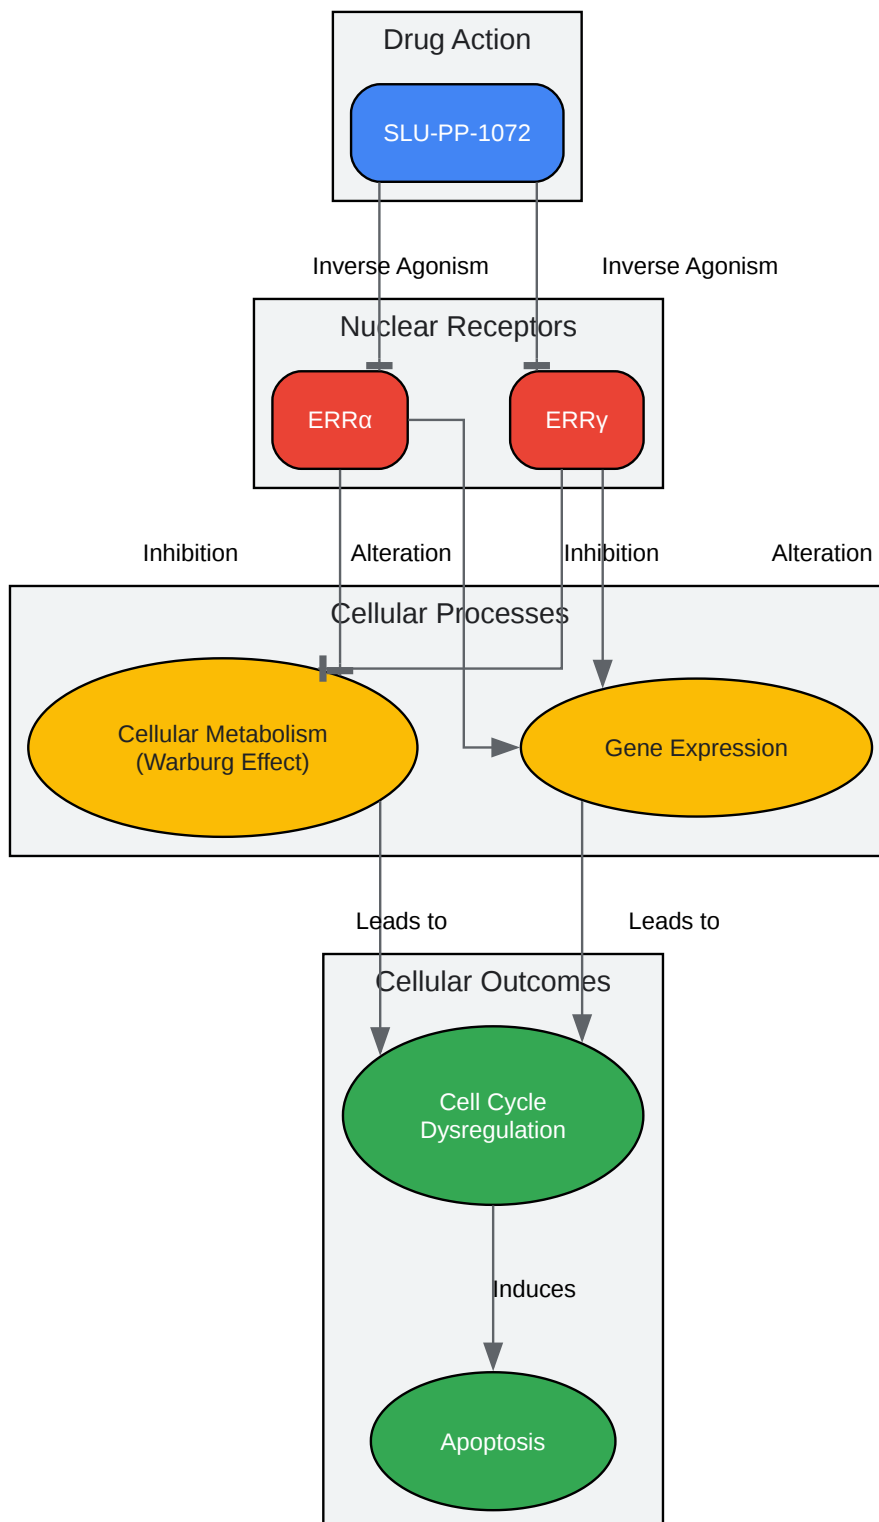 Drug Action
SLU-PP-1072
Inverse Agonism
Inverse Agonism
Nuclear Receptors
ERRα
ERRγ
Inhibition
Alteration
Inhibition
Alteration
Cellular Processes
Cellular Metabolism
(Warburg Effect)
Gene Expression
Leads to
Leads to
Cellular Outcomes
Cell Cycle
Dysregulation
Induces
Apoptosis